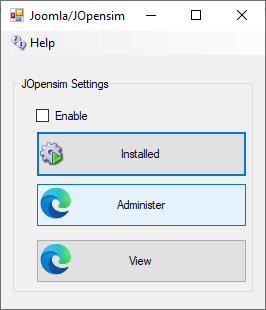 Joomla/JOpensim
Help
JOpensim Settings
Enable
Installed
Administer
View